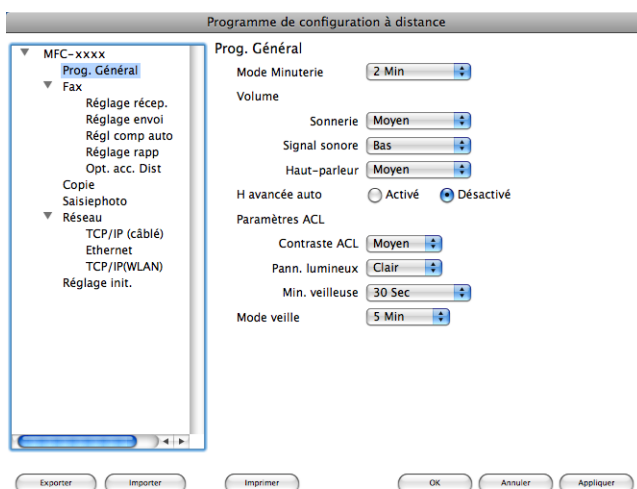 Programme de configuration à distance
MFC-xxxx
Prog. Général
Fax
Réglage récep.
Réglage envoi
Régl comp auto
Réglage rapp
Opt. acc. Dist
Copie
Saisiephoto
Réseau
TCP/IP (câblé)
Ethernet
TCP/IP(WLAN)
Réglage init.
Prog. Général
Mode Minuterie 2 Min
Volume
Sonnerie Moyen
Signal sonore Bas
Haut-parleur Moyen
H avancée auto Activé Désactivé
Paramètres ACL
Contraste ACL Moyen
Pann. lumineux Clair
Min. veilleuse 30 Sec
Mode veille 5 Min
Exporter Importer Imprimer OK Annuler Appliquer